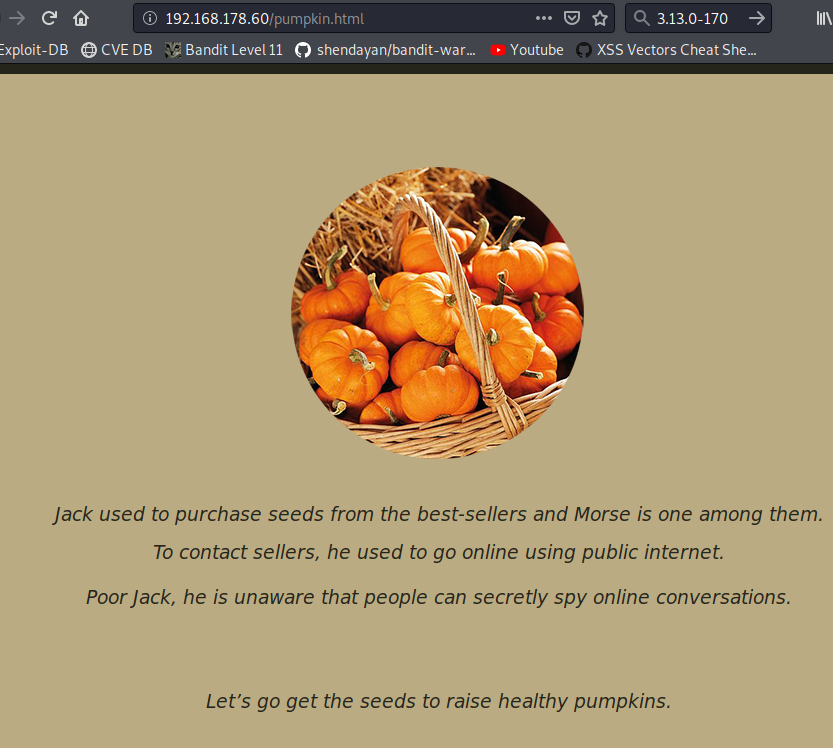 192.168.178.60/pumpkin.html
3.13.0-170
Exploit-DB
CVE DB
Bandit Level 11
shendayan/bandit-war...
Youtube
XSS Vectors Cheat She...
Jack used to purchase seeds from the best-sellers and Morse is one among them.
To contact sellers, he used to go online using public internet.
Poor Jack, he is unaware that people can secretly spy online conversations.
Let’s go get the seeds to raise healthy pumpkins.